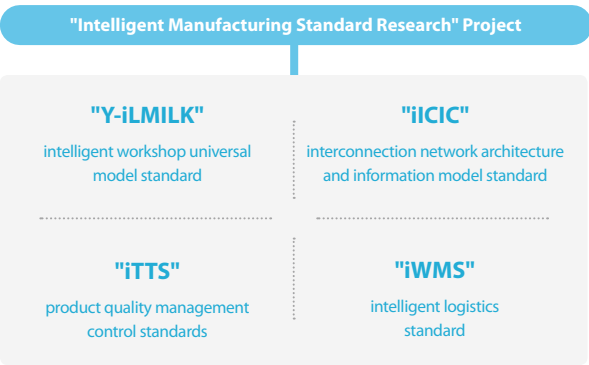 "Intelligent Manufacturing Standard Research" Project
"Y-iLMILK"
intelligent workshop universal
model standard
"iICIC"
interconnection network architecture
and information model standard
"iTTS"
product quality management
control standards
"iWMS"
intelligent logistics
standard